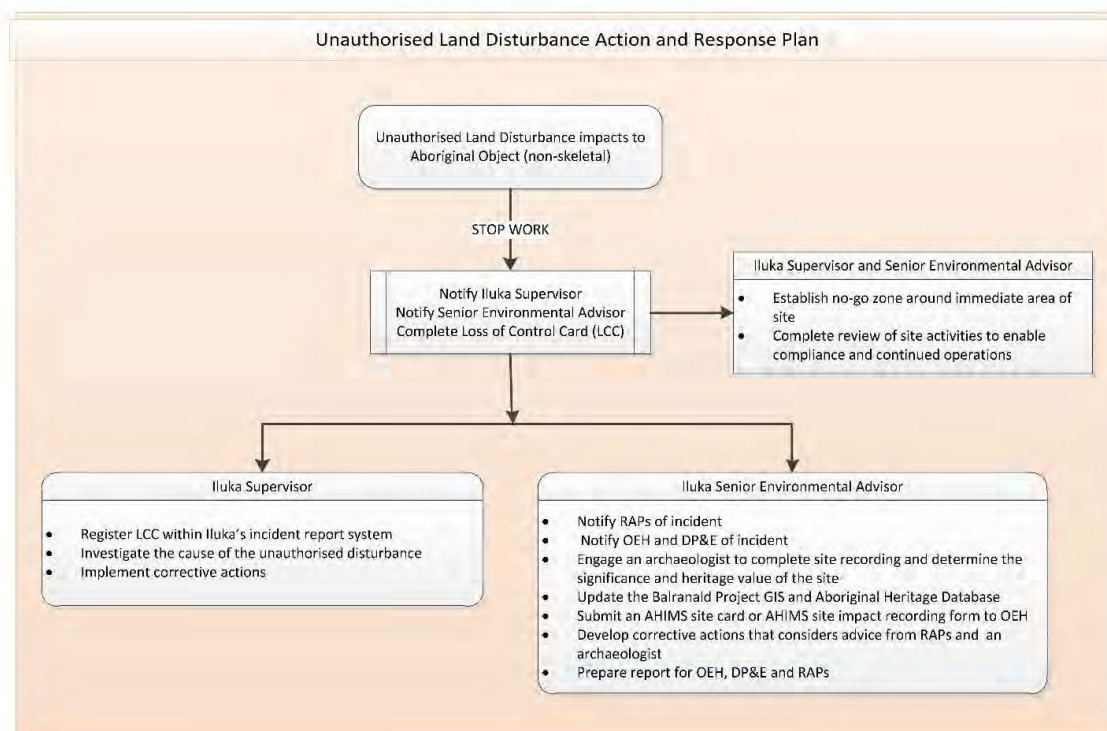 Unauthorised Land Disturbance Action and Response Plan
Unauthorised Land Disturbance impacts to
Aboriginal Object (non-skeletal)
STOP WORK
Notify Iluka Supervisor
Notify Senior Environmental Advisor
Complete Loss of Control Card (LCC)
Iluka Supervisor and Senior Environmental Advisor
• Establish no-go zone around immediate area of
site
• Complete review of site activities to enable
compliance and continued operations
Iluka Supervisor
• Register LCC within Iluka's incident report system
• Investigate the cause of the unauthorised disturbance
• Implement corrective actions
Iluka Senior Environmental Advisor
• Notify RAPs of incident
• Notify OEH and DP&E of incident
• Engage an archaeologist to complete site recording and determine the
significance and heritage value of the site
• Update the Balranald Project GIS and Aboriginal Heritage Database
• Submit an AHIMS site card or AHIMS site impact recording form to OEH
• Develop corrective actions that considers advice from RAPs and an
archaeologist
• Prepare report for OEH, DP&E and RAPs